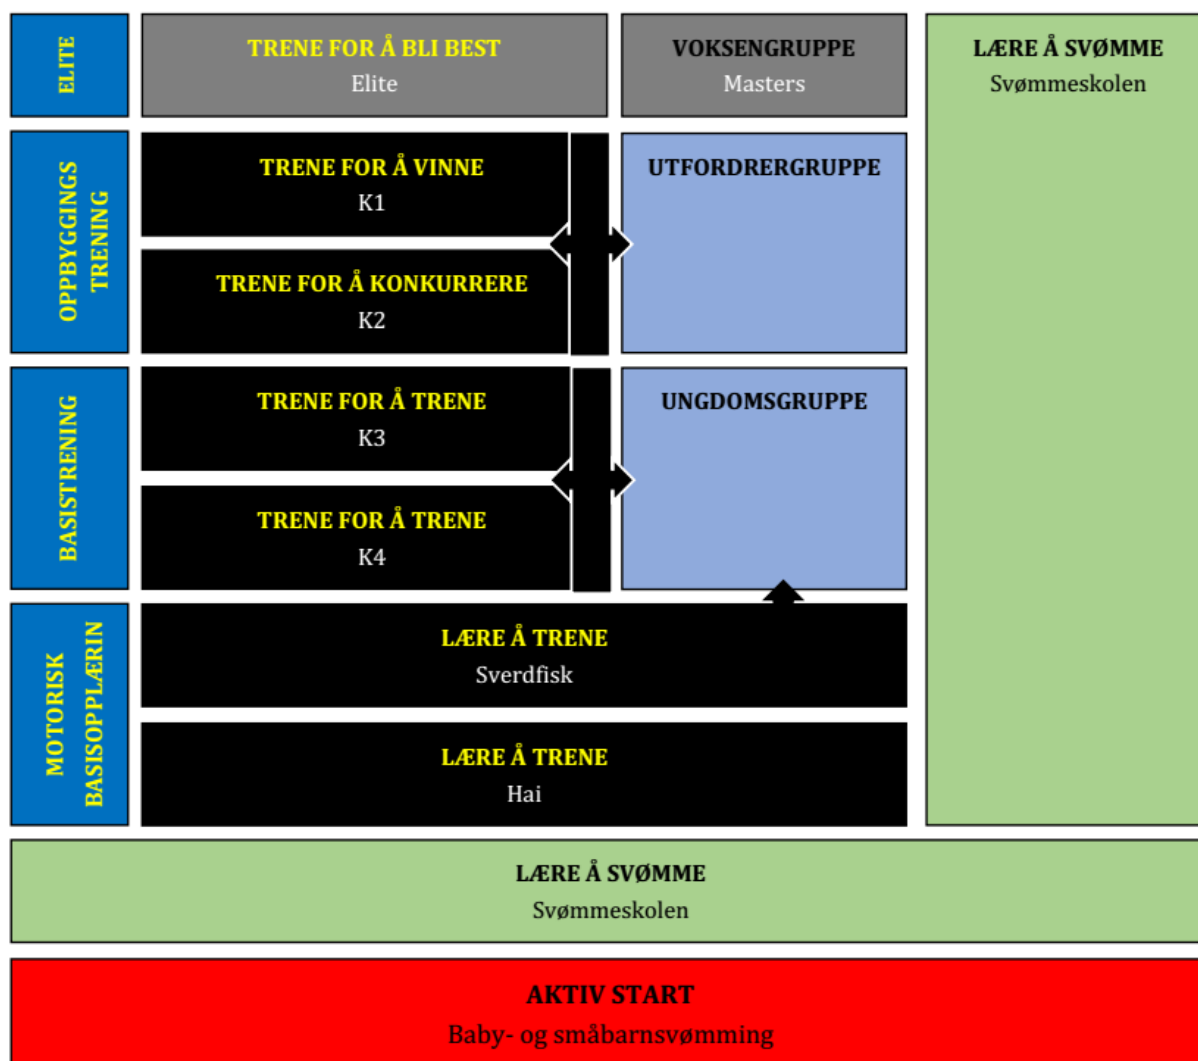 ELITE
TRENE FOR Å BLI BEST
Elite
VOKSENGRUPPE
Masters
LÆRE Å SVØMME
Svømmeskolen
OPPBYGGINGS
TRENING
TRENE FOR Å VINNE
K1
UTFORDRERGRUPPE
TRENE FOR Å KONKURRERE
K2
BASISTRENING
TRENE FOR Å TRENE
K3
UNGDOMSGRUPPE
TRENE FOR Å TRENE
K4
MOTORISK
BASISOPPLÆRIN
LÆRE Å TRENE
Sverdfisk
LÆRE Å TRENE
Hai
LÆRE Å SVØMME
Svømmeskolen
AKTIV START
Baby- og småbarnsvømming